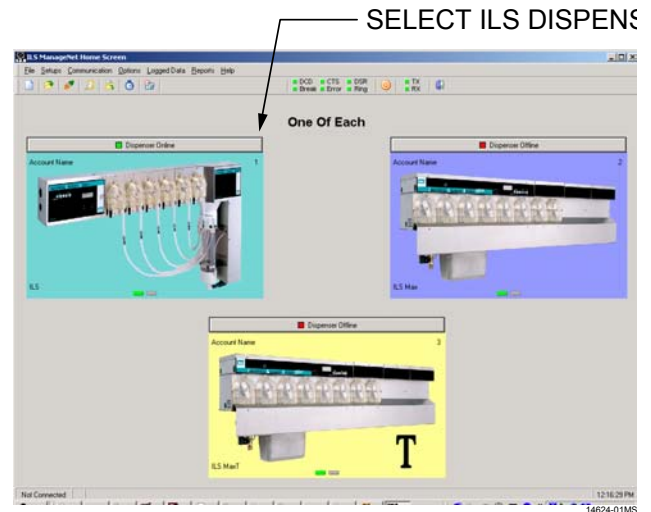 SELECT ILS DISPENS
ILS ManageNet Home Screen
File Setups Communication Options Logged Data Reports Help
DCD CTS DSR TX
Break Error Ring RX
One Of Each
Dispenser Online
Dispenser Offline
Account Name 1
Account Name 2
ILS
ILS Max
Dispenser Offline
Account Name 3
T
ILS MaxT
Not Connected
12:16:29 PM
14624-01MS